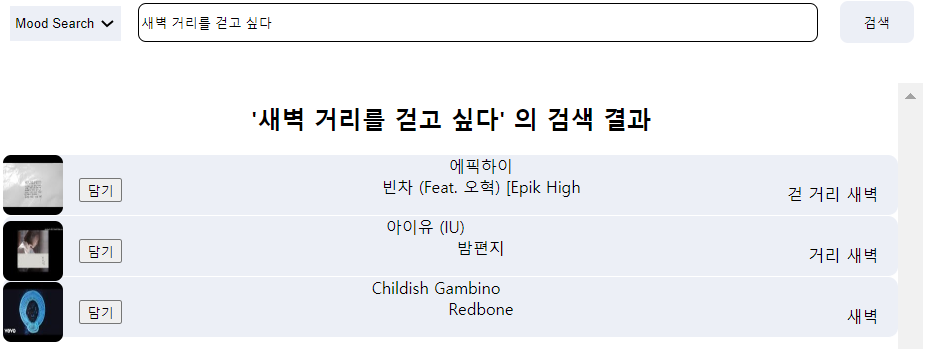 Mood Search
새벽 거리를 걷고 싶다
검색
'새벽 거리를 걷고 싶다' 의 검색 결과
에픽하이
담기
빈차 (Feat. 오혁) [Epik High
걷 거리 새벽
아이유 (IU)
담기
밤편지
거리 새벽
Childish Gambino
담기
Redbone
새벽
vevo